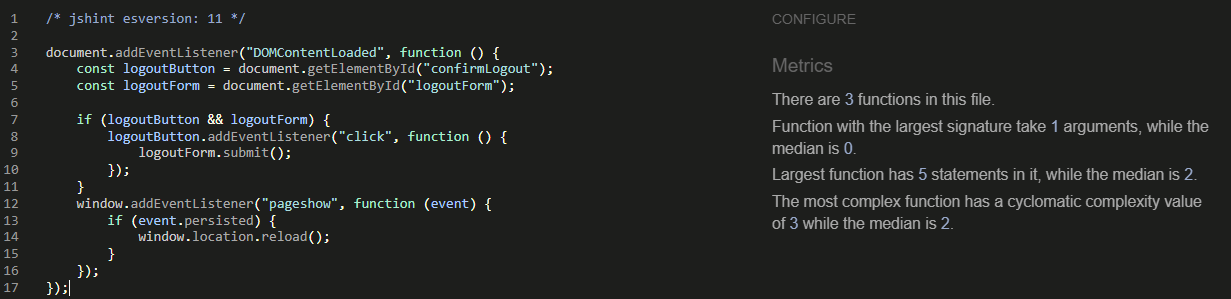 1 /* jshint esversion: 11 */
2
3 document.addEventListener("DOMContentLoaded", function () {
4     const logoutButton = document.getElementById("confirmLogout");
5     const logoutForm = document.getElementById("logoutForm");
6
7     if (logoutButton && logoutForm) {
8         logoutButton.addEventListener("click", function () {
9             logoutForm.submit();
10         });
11     }
12     window.addEventListener("pageshow", function (event) {
13         if (event.persisted) {
14             window.location.reload();
15         }
16     });
17 });
CONFIGURE
Metrics
There are 3 functions in this file.
Function with the largest signature take 1 arguments, while the
median is 0.
Largest function has 5 statements in it, while the median is 2.
The most complex function has a cyclomatic complexity value
of 3 while the median is 2.